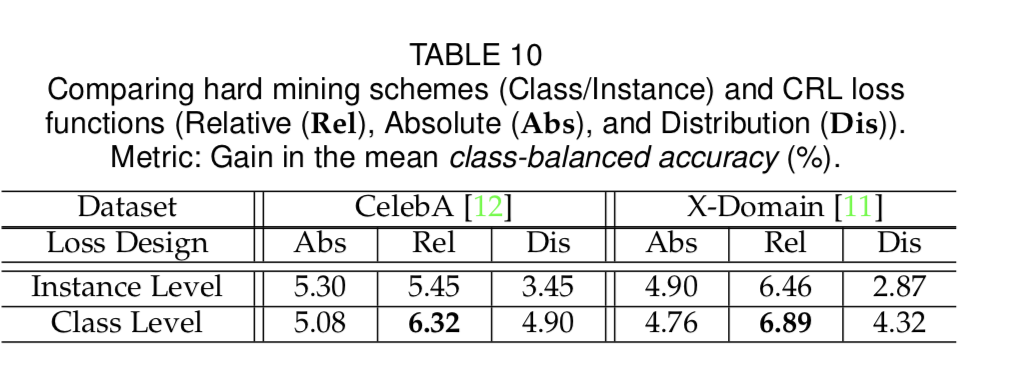 TABLE 10
Comparing hard mining schemes (Class/Instance) and CRL loss
functions (Relative (Rel), Absolute (Abs), and Distribution (Dis)).
Metric: Gain in the mean class-balanced accuracy (%).
Dataset CelebA [12] X-Domain [11]
Loss Design Abs Rel Dis Abs Rel Dis
Instance Level 5.30 5.45 3.45 4.90 6.46 2.87
Class Level 5.08 6.32 4.90 4.76 6.89 4.32